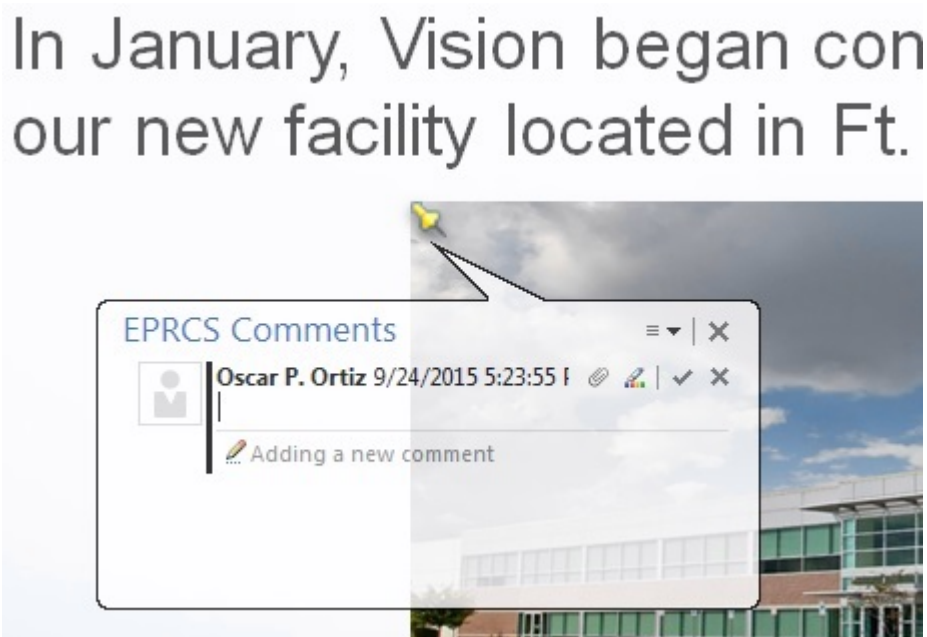 In January, Vision began con
our new facility located in Ft.
EPRCS Comments
Oscar P. Ortiz 9/24/2015 5:23:55 P
Adding a new comment